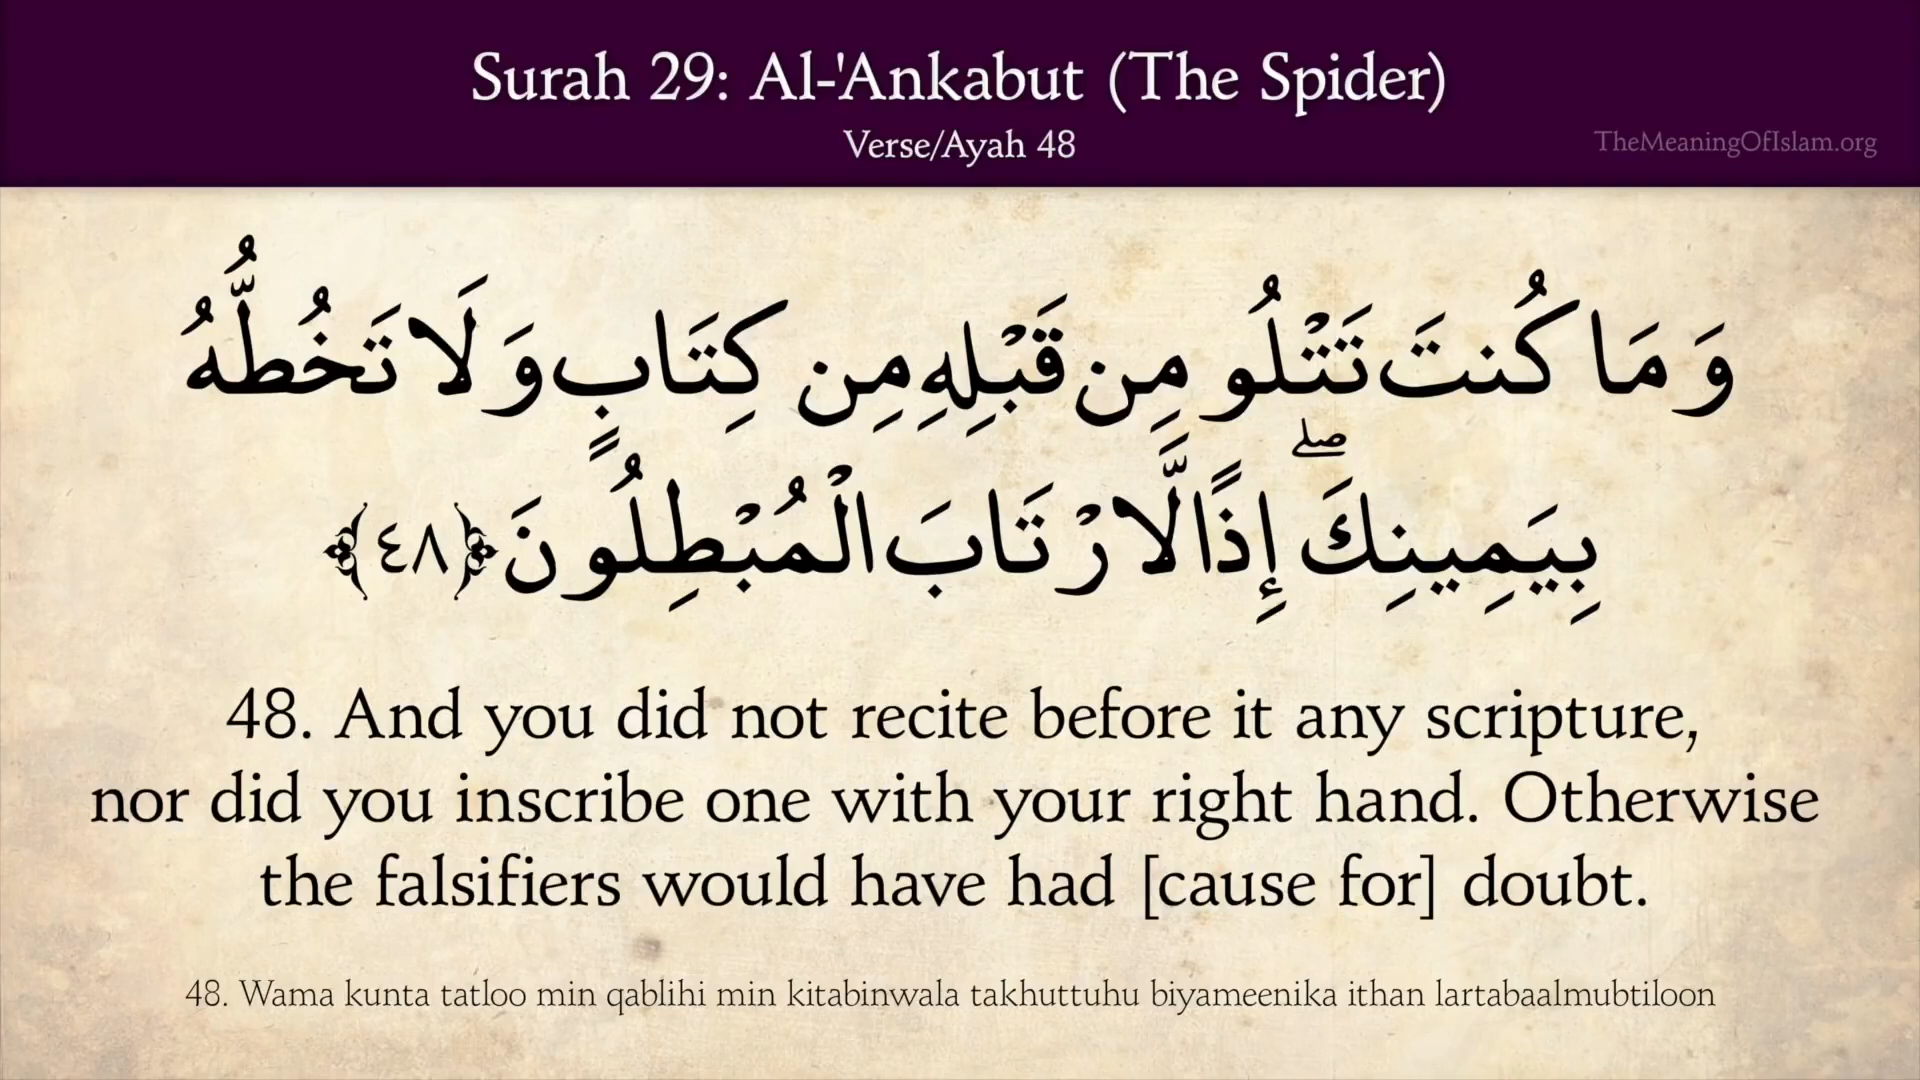 Surah 29: Al-'Ankabut (The Spider)
Verse/Ayah 48
TheMeaningOfIslam.org
وَمَا كُنتَ تَتْلُو مِن قَبْلِهِ مِن كِتَابٍ وَلَا تَخُطُّهُ
بِيَمِينِكَ ۖ إِذًا لَّارْتَابَ الْمُبْطِلُونَ ﴿٤٨﴾
48. And you did not recite before it any scripture,
nor did you inscribe one with your right hand. Otherwise
the falsifiers would have had [cause for] doubt.
48. Wama kunta tatloo min qablihi min kitabinwala takhuttuhu biyameenika ithan lartabaalmubtiloon